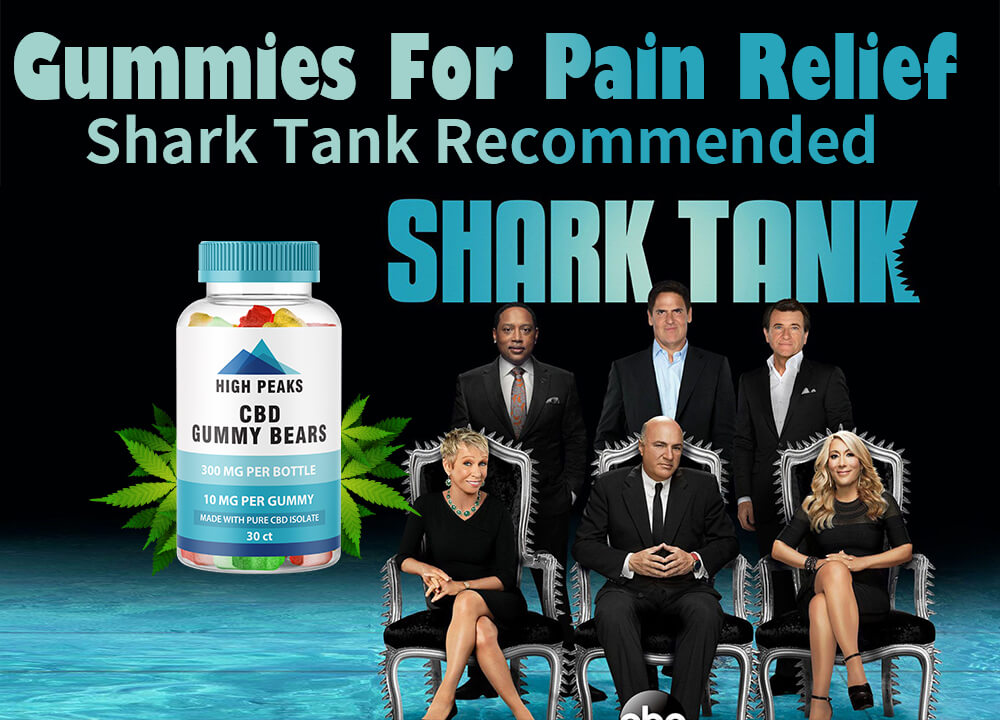 Gummies For Pain Relief
Shark Tank Recommended
SHARK TANK
HIGH PEAKS
CBD
GUMMY BEARS
300 MG PER BOTTLE
10 MG PER GUMMY
MADE WITH PURE CBD ISOLATE
30 ct
abc